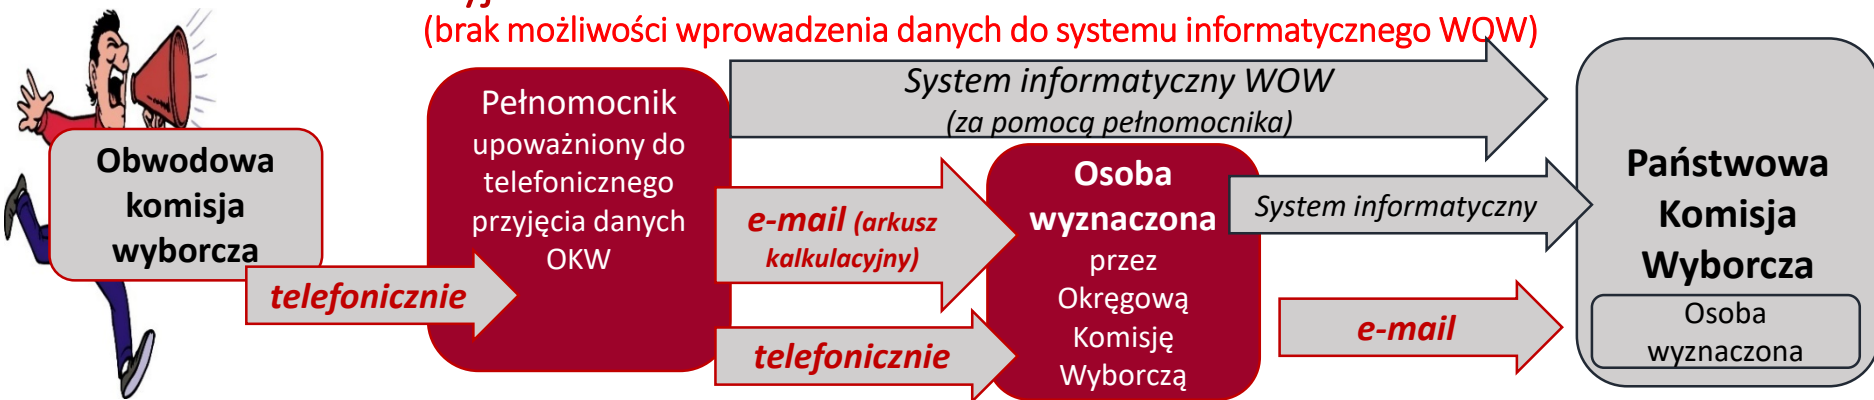 (brak możliwości wprowadzenia danych do systemu informatycznego WOW)
Obwodowa
komisja
wyborcza
telefonicznie
Pełnomocnik
upoważniony do
telefonicznego
przyjęcia danych
OKW
System informatyczny WOW
(za pomocą pełnomocnika)
e-mail (arkusz
kalkulacyjny)
telefonicznie
Osoba
wyznaczona
przez
Okręgową
Komisję
Wyborczą
System informatyczny
e-mail
Państwowa
Komisja
Wyborcza
Osoba
wyznaczona